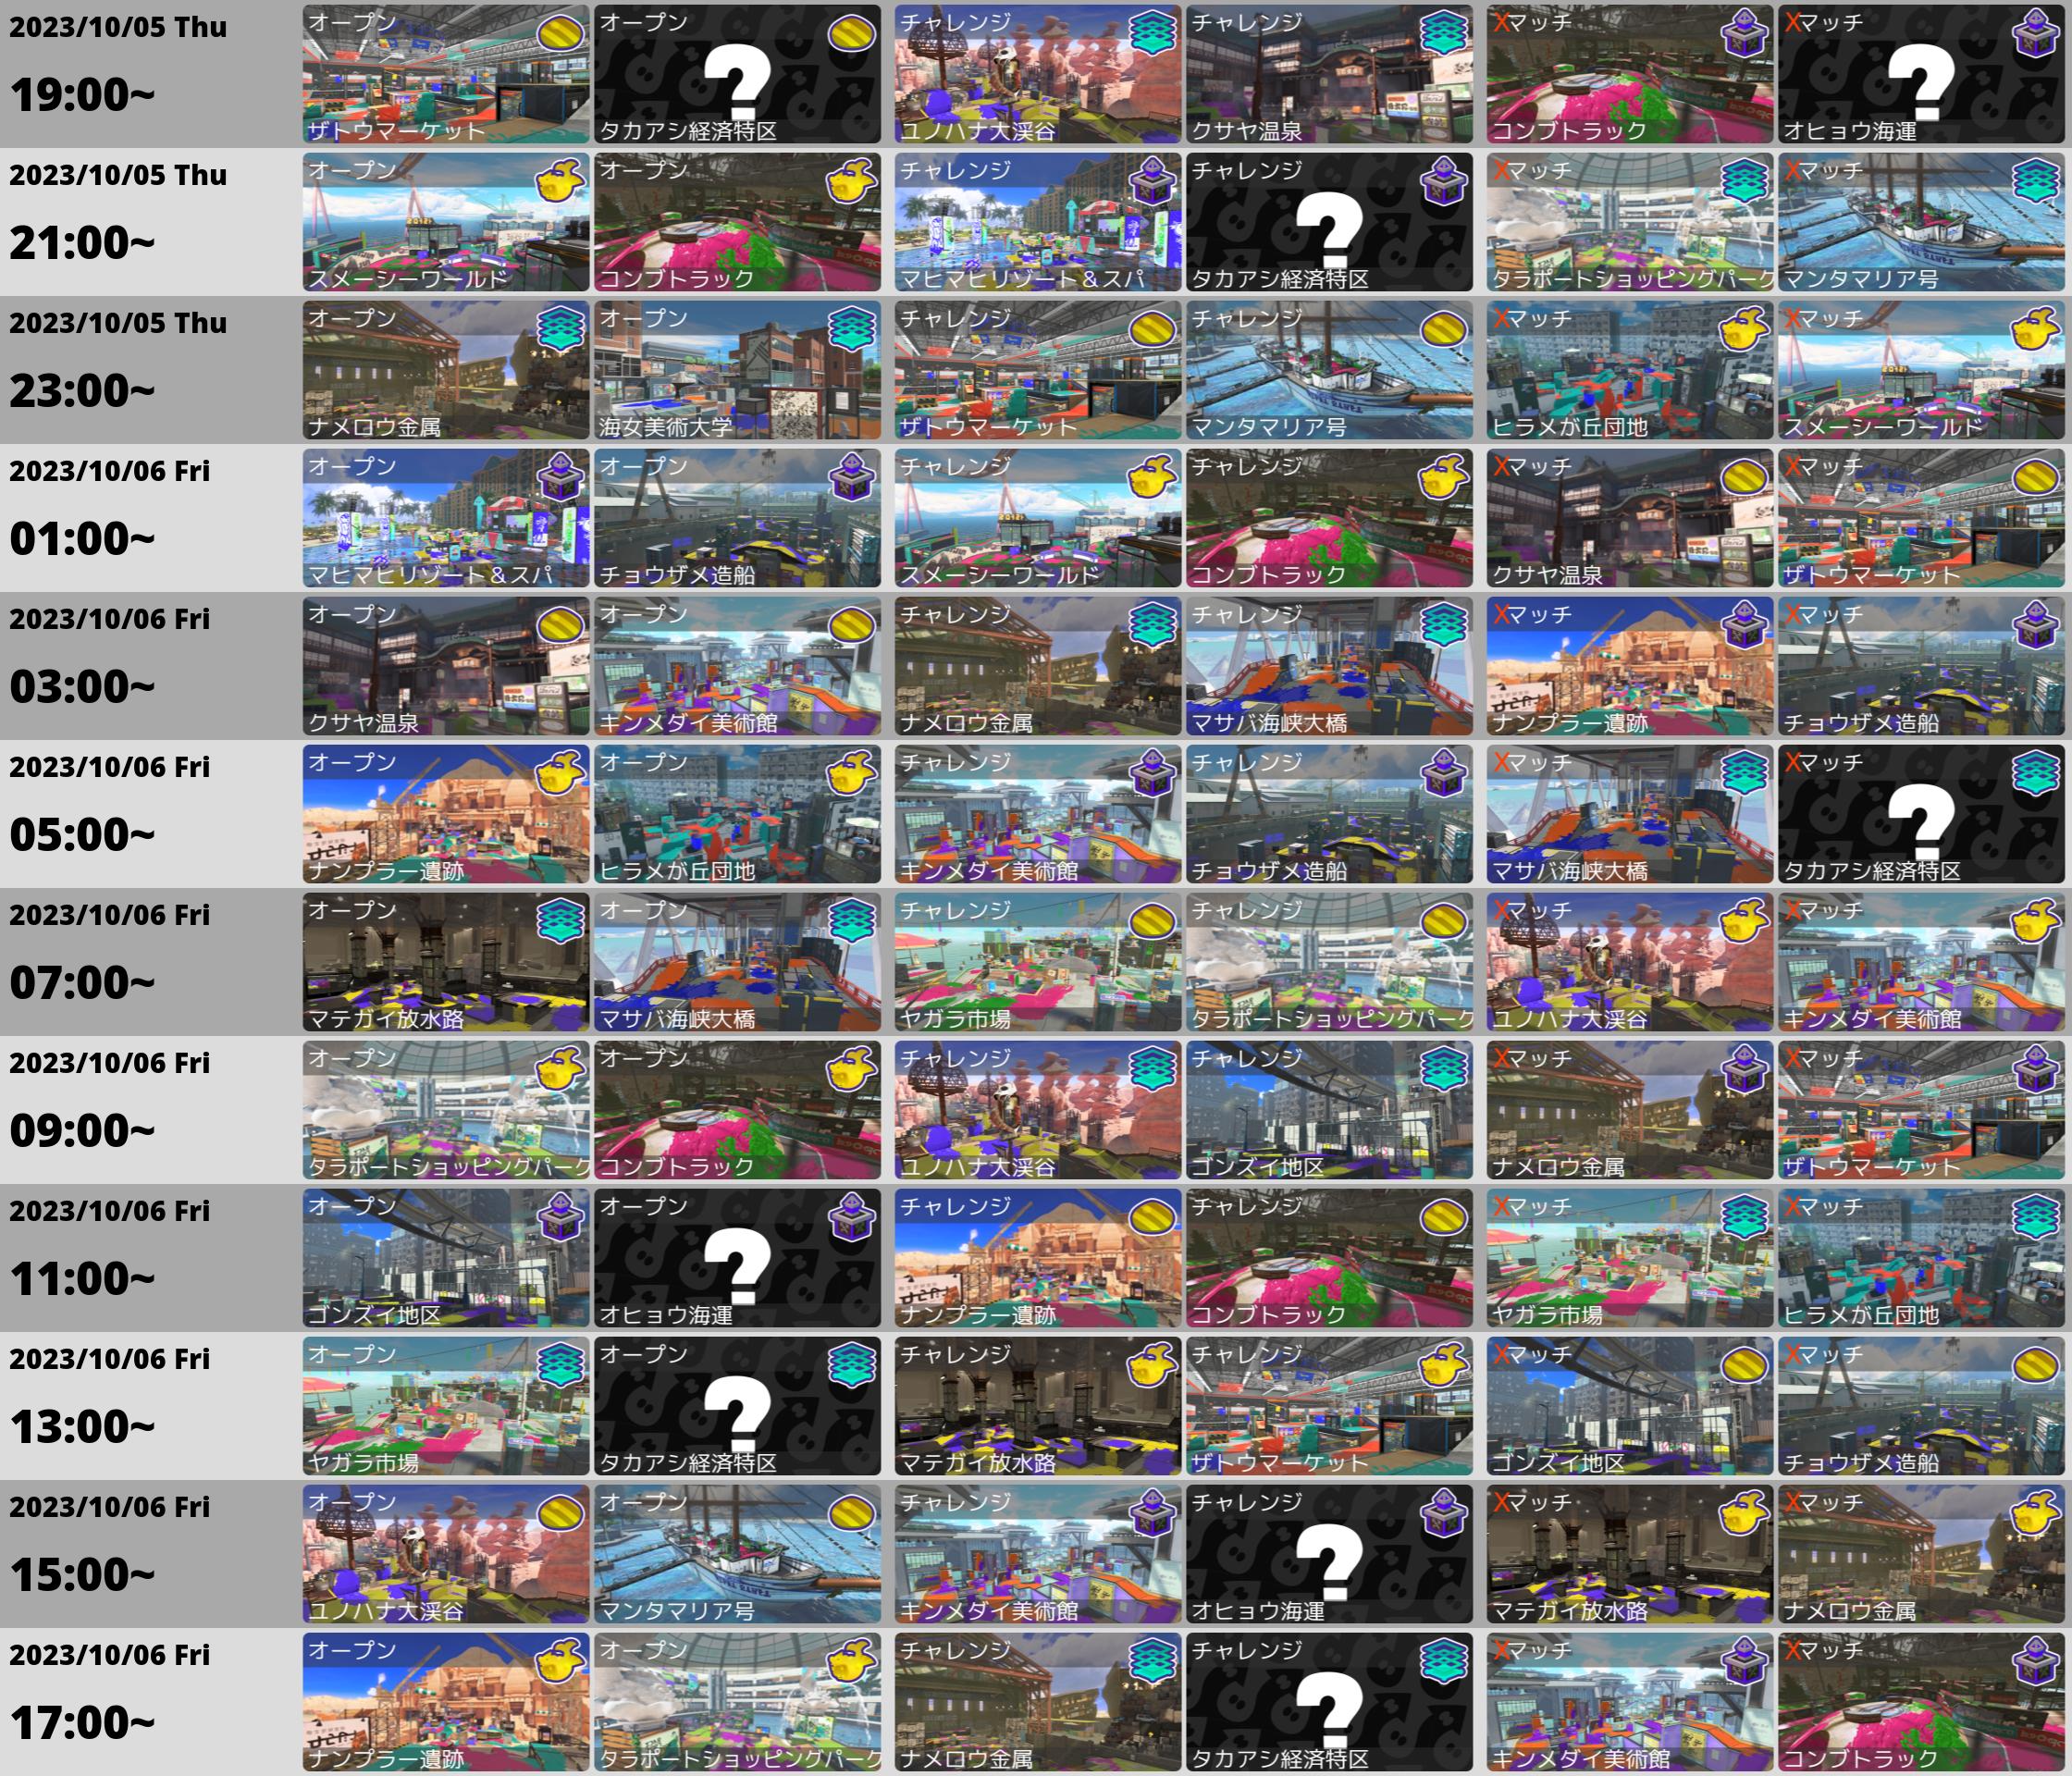 2023/10/05 Thu
19:00~
オープン
ザトウマーケット
オープン
タカアシ経済特区
チャレンジ
ユノハナ大渓谷
チャレンジ
クサヤ温泉
Xマッチ
コンブトラック
Xマッチ
オヒョウ海運
2023/10/05 Thu
21:00~
オープン
スメーシーワールド
オープン
コンブトラック
チャレンジ
マヒマヒリゾート&スパ
チャレンジ
タカアシ経済特区
Xマッチ
タラポートショッピングパーク
Xマッチ
マンタマリア号
2023/10/05 Thu
23:00~
オープン
ナメロウ金属
オープン
海女美術大学
チャレンジ
ザトウマーケット
チャレンジ
マンタマリア号
Xマッチ
ヒラメが丘団地
Xマッチ
スメーシーワールド
2023/10/06 Fri
01:00~
オープン
マヒマヒリゾート&スパ
オープン
チョウザメ造船
チャレンジ
スメーシーワールド
チャレンジ
コンブトラック
Xマッチ
クサヤ温泉
Xマッチ
ザトウマーケット
2023/10/06 Fri
03:00~
オープン
クサヤ温泉
オープン
キンメダイ美術館
チャレンジ
ナメロウ金属
チャレンジ
マサバ海峡大橋
Xマッチ
ナンプラー遺跡
Xマッチ
チョウザメ造船
2023/10/06 Fri
05:00~
オープン
ナンプラー遺跡
オープン
ヒラメが丘団地
チャレンジ
キンメダイ美術館
チャレンジ
チョウザメ造船
Xマッチ
マサバ海峡大橋
Xマッチ
タカアシ経済特区
2023/10/06 Fri
07:00~
オープン
マテガイ放水路
オープン
マサバ海峡大橋
チャレンジ
ヤガラ市場
チャレンジ
タラポートショッピングパーク
Xマッチ
ユノハナ大渓谷
Xマッチ
キンメダイ美術館
2023/10/06 Fri
09:00~
オープン
タラポートショッピングパーク
オープン
コンブトラック
チャレンジ
ユノハナ大渓谷
チャレンジ
ゴンズイ地区
Xマッチ
ナメロウ金属
Xマッチ
ザトウマーケット
2023/10/06 Fri
11:00~
オープン
ゴンズイ地区
オープン
オヒョウ海運
チャレンジ
ナンプラー遺跡
チャレンジ
コンブトラック
Xマッチ
ヤガラ市場
Xマッチ
ヒラメが丘団地
2023/10/06 Fri
13:00~
オープン
ヤガラ市場
オープン
タカアシ経済特区
チャレンジ
マテガイ放水路
チャレンジ
ザトウマーケット
Xマッチ
ゴンズイ地区
Xマッチ
チョウザメ造船
2023/10/06 Fri
15:00~
オープン
ユノハナ大渓谷
オープン
マンタマリア号
チャレンジ
キンメダイ美術館
チャレンジ
オヒョウ海運
Xマッチ
マテガイ放水路
Xマッチ
ナメロウ金属
2023/10/06 Fri
17:00~
オープン
ナンプラー遺跡
オープン
タラポートショッピングパーク
チャレンジ
ナメロウ金属
チャレンジ
タカアシ経済特区
Xマッチ
キンメダイ美術館
Xマッチ
コンブトラック